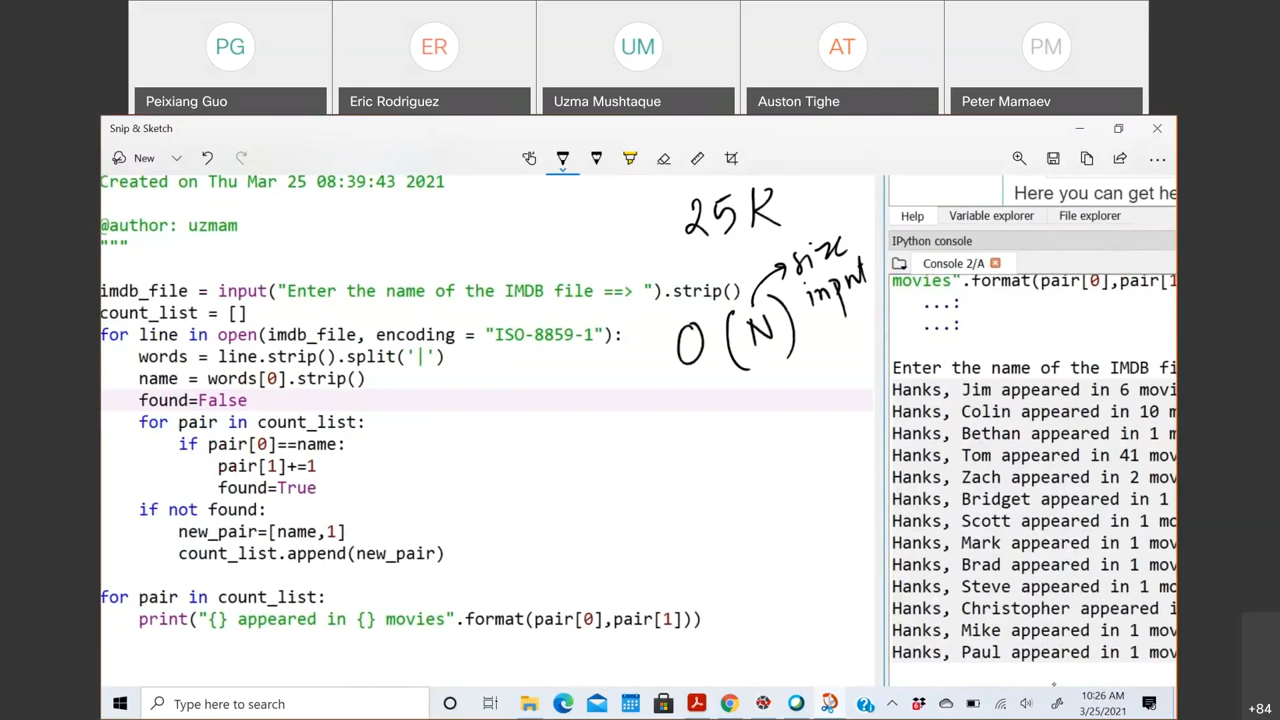 PG
ER
UM
AT
PM
Peixiang Guo
Eric Rodriguez
Uzma Mushtaque
Auston Tighe
Peter Mamaev
Snip & Sketch
New
Created on Thu Mar 25 08:39:43 2021
@author: uzmam
"""
imdb_file = input("Enter the name of the IMDB file ==> ").strip()
count_list = []
for line in open(imdb_file, encoding = "ISO-8859-1"):
words = line.strip().split('|')
name = words[0].strip()
found=False
for pair in count_list:
if pair[0]==name:
pair[1]+=1
found=True
if not found:
new_pair=[name,1]
count_list.append(new_pair)
for pair in count_list:
print("{} appeared in {} movies".format(pair[0],pair[1]))
25K
O(N)
size
input
Here you can get he
Help
Variable explorer
File explorer
IPython console
Console 2/A
movies".format(pair[0],pair[1
...:
...:
Enter the name of the IMDB fi
Hanks, Jim appeared in 6 movi
Hanks, Colin appeared in 10 m
Hanks, Bethan appeared in 1 m
Hanks, Tom appeared in 41 mov
Hanks, Zach appeared in 2 mov
Hanks, Bridget appeared in 1
Hanks, Scott appeared in 1 mo
Hanks, Mark appeared in 1 mov
Hanks, Brad appeared in 1 mov
Hanks, Steve appeared in 1 mo
Hanks, Christopher appeared i
Hanks, Mike appeared in 1 mov
Hanks, Paul appeared in 1 mov
Type here to search
10:26 AM
3/25/2021
+84